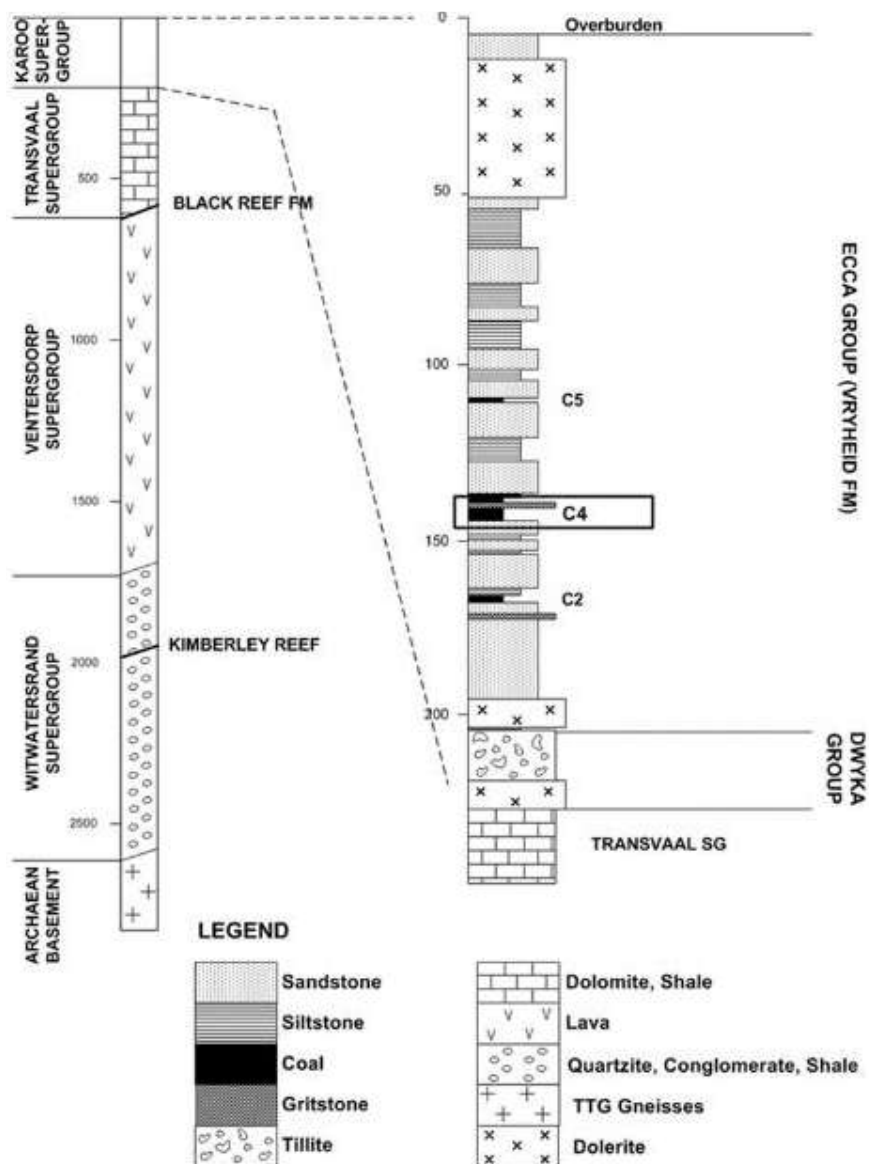 KAROO
SUPER-
GROUP
TRANSVAAL
SUPERGROUP
VENTERSDORP
SUPERGROUP
WITWATERSRAND
SUPERGROUP
ARCHAEAN
BASEMENT
500
1000
1500
2000
2500
BLACK REEF FM
KIMBERLEY REEF
0
50
100
150
200
Overburden
C5
C4
C2
TRANSVAAL SG
ECCA GROUP (VRYHEID FM)
DWYKA
GROUP
LEGEND
Sandstone
Siltstone
Coal
Gritstone
Tillite
Dolomite, Shale
Lava
Quartzite, Conglomerate, Shale
TTG Gneisses
Dolerite